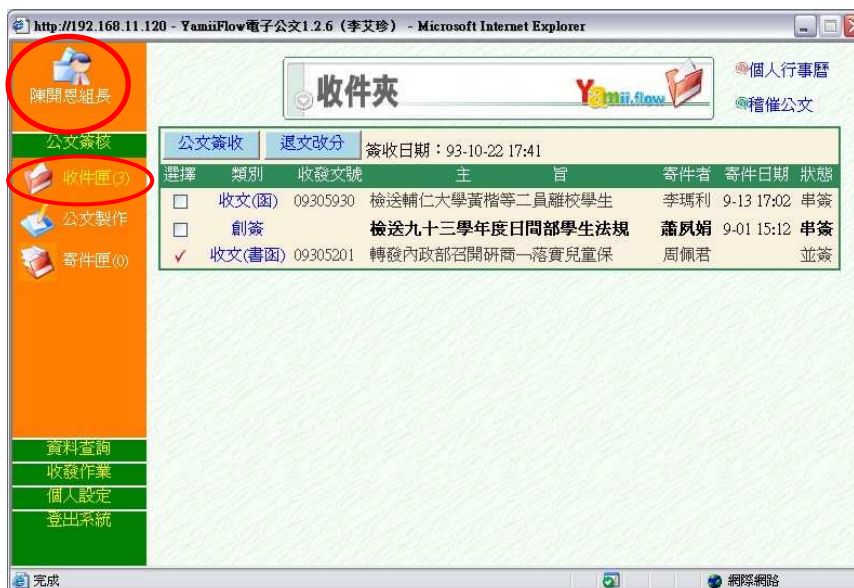 http://192.168.11.120 - YamiiFlow電子公文1.2.6（李艾珍） - Microsoft Internet Explorer
陳開恩組長
收件夾
Yamii.flow
個人行事曆
稽催公文
公文簽核
收件匣(3)
公文製作
寄件匣(0)
公文簽收 退文改分 簽收日期：93-10-22 17:41
選擇 類別 收發文號 主 旨 寄件者 寄件日期 狀態
收文(函) 09305930 檢送輔仁大學黃楷等二員離校學生 李瑪利 9-13 17:02 串簽
創簽 檢送九十三學年度日間部學生法規 蕭夙娟 9-01 15:12 串簽
收文(書函) 09305201 轉發內政部召開研商﹁落實兒童保 周佩君 並簽
資料查詢
收發作業
個人設定
登出系統
完成 網際網路